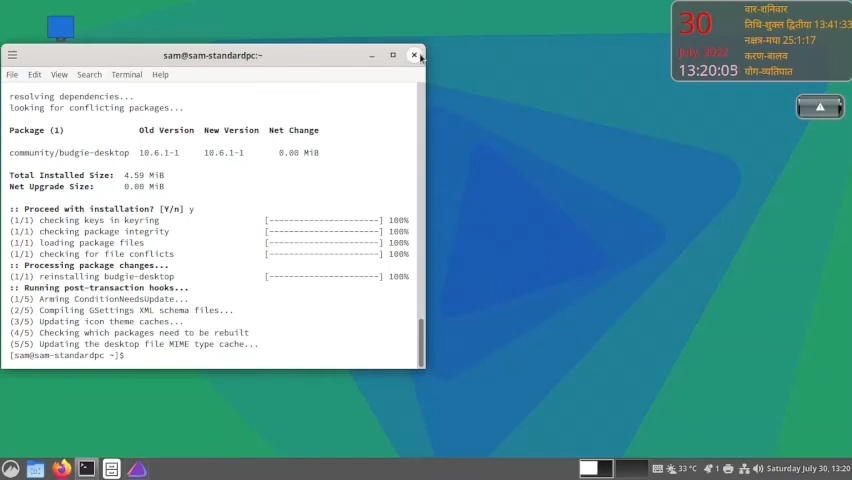 sam@sam-standardpc:~
File Edit View Search Terminal Help
resolving dependencies...
looking for conflicting packages...
Package (1) Old Version New Version Net Change
community/budgie-desktop 10.6.1-1 10.6.1-1 0.00 MiB
Total Installed Size: 4.59 MiB
Net Upgrade Size: 0.00 MiB
:: Proceed with installation? [Y/n] y
(1/1) checking keys in keyring [----------------------] 100%
(1/1) checking package integrity [----------------------] 100%
(1/1) loading package files [----------------------] 100%
(1/1) checking for file conflicts [----------------------] 100%
:: Processing package changes...
(1/1) reinstalling budgie-desktop [----------------------] 100%
:: Running post-transaction hooks...
(1/5) Arming ConditionNeedsUpdate...
(2/5) Compiling GSettings XML schema files...
(3/5) Updating icon theme caches...
(4/5) Checking which packages need to be rebuilt
(5/5) Updating the desktop file MIME type cache...
[sam@sam-standardpc ~]$
30
July, 2022
13:20:05
वार-शनिवार
तिथि-शुक्ल द्वितीया 13:41:33
नक्षत्र-मघा 25:1:17
करण-बालव
योग-व्यतिपात
33 °C
1
Saturday July 30, 13:20